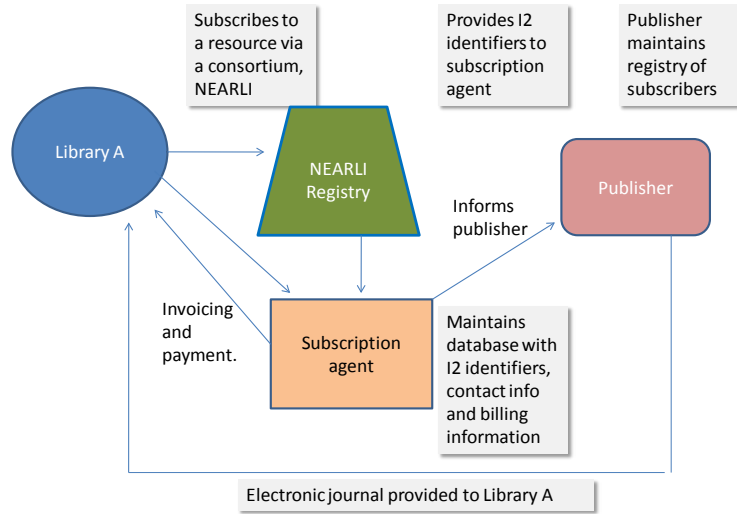 Subscribes to
a resource via
a consortium,
NEARLI
Provides I2
identifiers to
subscription
agent
Publisher
maintains
registry of
subscribers
Library A
NEARLI
Registry
Publisher
Informs
publisher
Invoicing
and
payment.
Subscription
agent
Maintains
database with
I2 identifiers,
contact info
and billing
information
Electronic journal provided to Library A